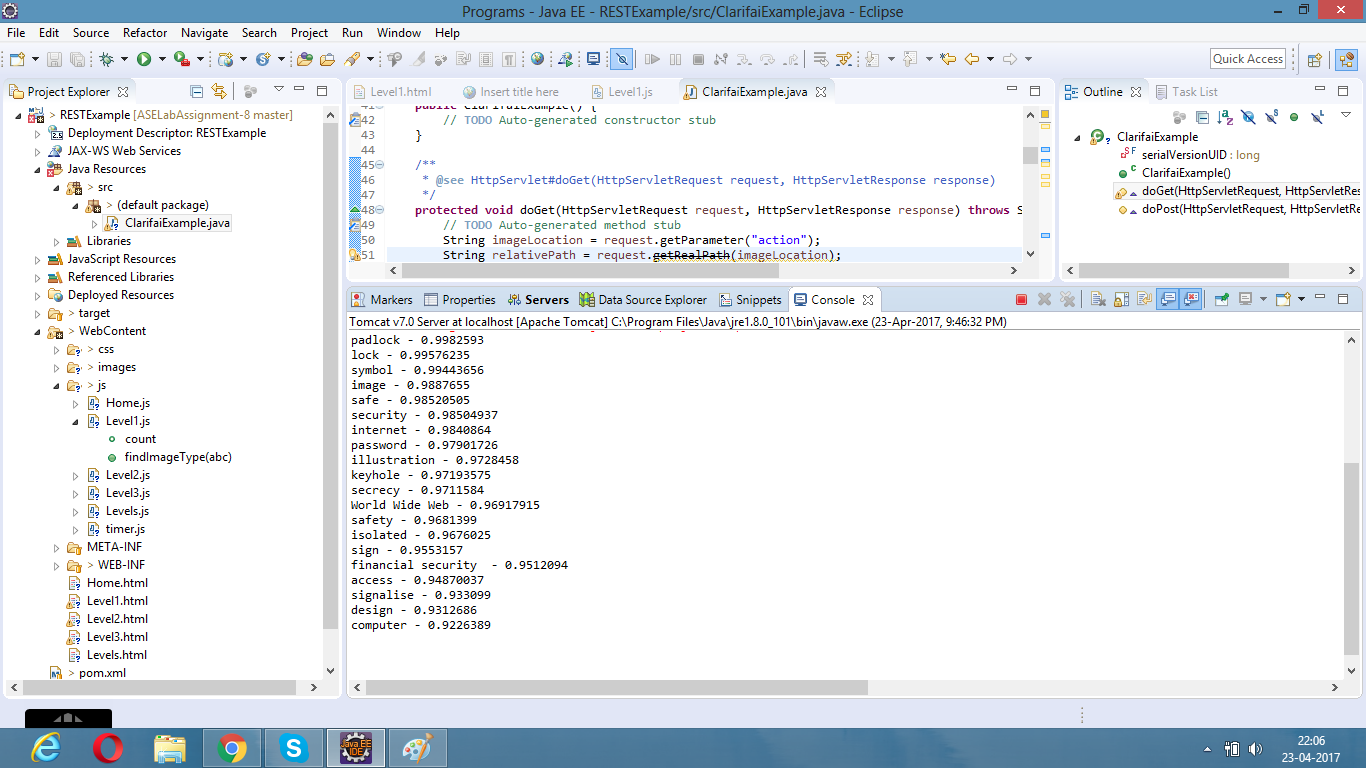 Programs - Java EE - RESTExample/src/ClarifaiExample.java - Eclipse
File Edit Source Refactor Navigate Search Project Run Window Help
Quick Access
Project Explorer
RESTExample [ASELabAssignment-8 master]
Deployment Descriptor: RESTExample
JAX-WS Web Services
Java Resources
src
(default package)
ClarifaiExample.java
Libraries
JavaScript Resources
Referenced Libraries
Deployed Resources
target
WebContent
css
images
js
Home.js
Level1.js
count
findImageType(abc)
Level2.js
Level3.js
Levels.js
timer.js
META-INF
WEB-INF
Home.html
Level1.html
Level2.html
Level3.html
Levels.html
pom.xml
Level1.html Insert title here Level1.js ClarifaiExample.java
41 public ClarifaiExample() {
42 // TODO Auto-generated constructor stub
43 }
44
45 /**
46 * @see HttpServlet#doGet(HttpServletRequest request, HttpServletResponse response)
47 */
48 protected void doGet(HttpServletRequest request, HttpServletResponse response) throws S
49 // TODO Auto-generated method stub
50 String imageLocation = request.getParameter("action");
51 String relativePath = request.getRealPath(imageLocation);
Outline Task List
ClarifaiExample
serialVersionUID : long
ClarifaiExample()
doGet(HttpServletRequest, HttpServletRes
doPost(HttpServletRequest, HttpServletRe
Markers Properties Servers Data Source Explorer Snippets Console
Tomcat v7.0 Server at localhost [Apache Tomcat] C:\Program Files\Java\jre1.8.0_101\bin\javaw.exe (23-Apr-2017, 9:46:32 PM)
padlock - 0.9982593
lock - 0.99576235
symbol - 0.99443656
image - 0.9887655
safe - 0.98520505
security - 0.98504937
internet - 0.9840864
password - 0.97901726
illustration - 0.9728458
keyhole - 0.97193575
secrecy - 0.9711584
World Wide Web - 0.96917915
safety - 0.9681399
isolated - 0.9676025
sign - 0.9553157
financial security  - 0.9512094
access - 0.94870037
signalise - 0.933099
design - 0.9312686
computer - 0.9226389
Java EE
IDE
22:06
23-04-2017